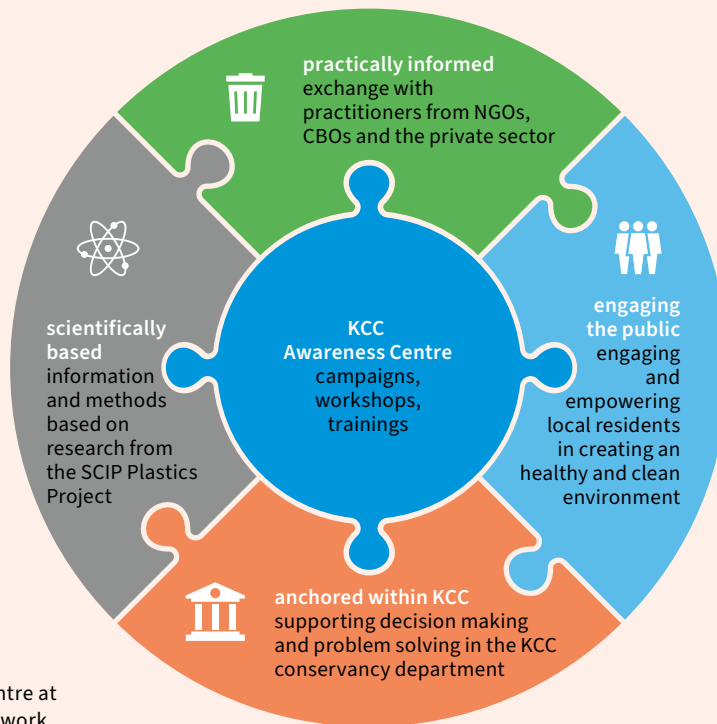 practically informed
exchange with
practitioners from NGOs,
CBOs and the private sector
scientifically
based
information
and methods
based on
research from
the SCIP Plastics
Project
KCC
Awareness Centre
campaigns,
workshops,
trainings
engaging
the public
engaging
and
empowering
local residents
in creating an
healthy and clean
environment
anchored within KCC
supporting decision making
and problem solving in the KCC
conservancy department
ntre at
work